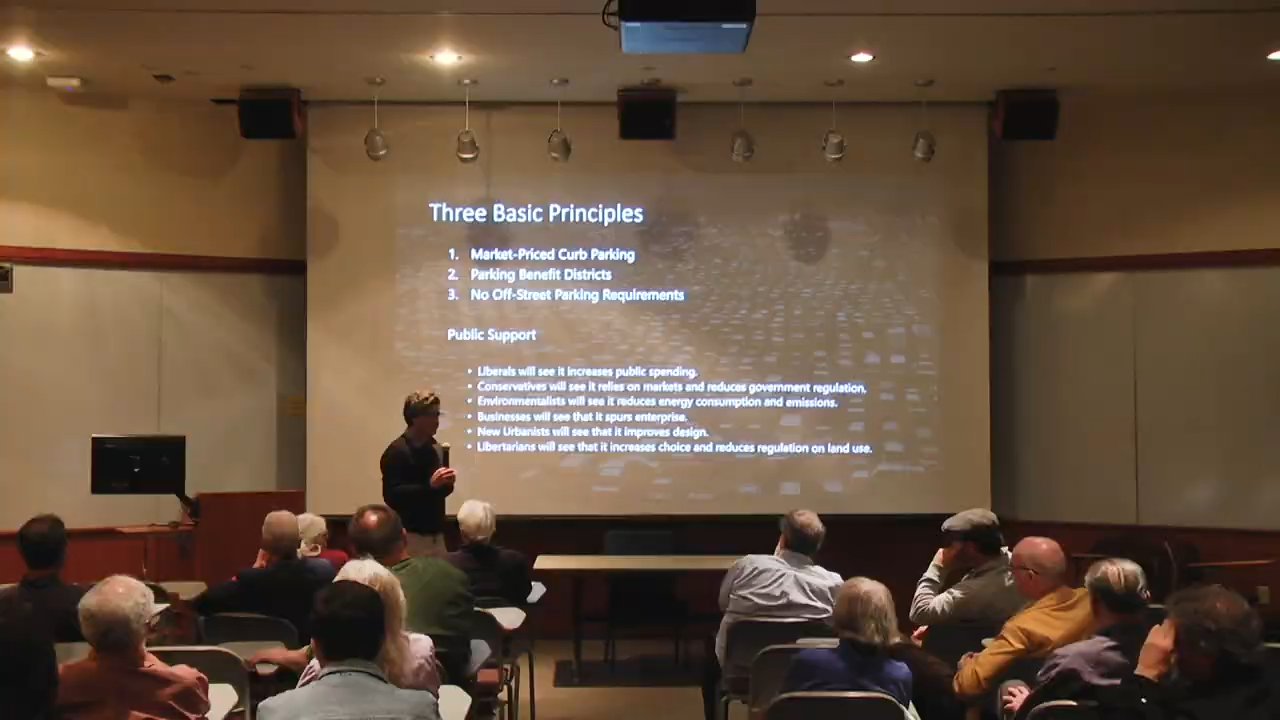 Three Basic Principles
1. Market-Priced Curb Parking
2. Parking Benefit Districts
3. No Off-Street Parking Requirements
Public Support
• Liberals will see it increases public spending.
• Conservatives will see it relies on markets and reduces government regulation.
• Environmentalists will see it reduces energy consumption and emissions.
• Businesses will see that it spurs enterprise.
• New Urbanists will see that it improves design.
• Libertarians will see that it increases choice and reduces regulation on land use.